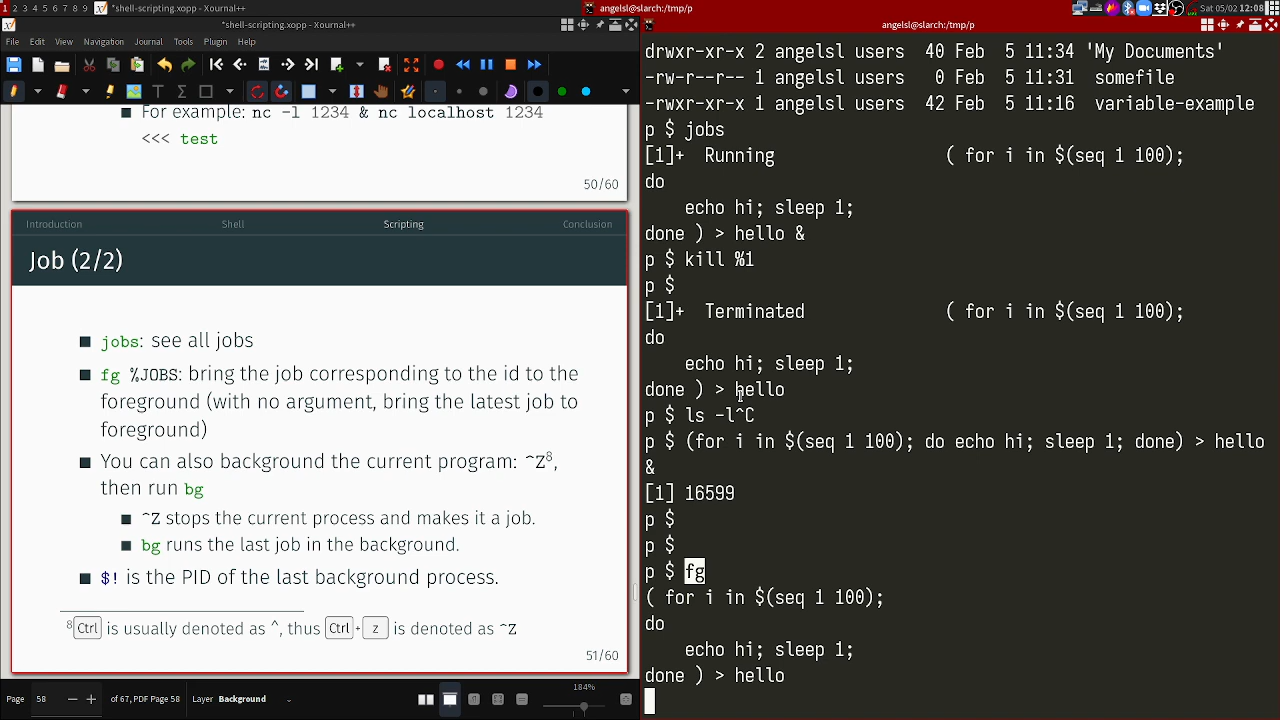 1 2 3 4 5 6 7 8 9
*shell-scripting.xopp - Xournal++
angelsl@slarch:/tmp/p
Sat 05/02 12:08
*shell-scripting.xopp - Xournal++
File Edit View Navigation Journal Tools Plugin Help
For example: nc -l 1234 & nc localhost 1234
<<< test
50/60
Introduction Shell Scripting Conclusion
Job (2/2)
jobs: see all jobs
fg %JOBS: bring the job corresponding to the id to the
foreground (with no argument, bring the latest job to
foreground)
You can also background the current program: ^Z8,
then run bg
^Z stops the current process and makes it a job.
bg runs the last job in the background.
$! is the PID of the last background process.
8 Ctrl is usually denoted as ^, thus Ctrl + z is denoted as ^Z
51/60
Page 58 of 67, PDF Page 58 Layer Background 184%
angelsl@slarch:/tmp/p
drwxr-xr-x 2 angelsl users 40 Feb 5 11:34 'My Documents'
-rw-r--r-- 1 angelsl users 0 Feb 5 11:31 somefile
-rwxr-xr-x 1 angelsl users 42 Feb 5 11:16 variable-example
p $ jobs
[1]+ Running ( for i in $(seq 1 100);
do
echo hi; sleep 1;
done ) > hello &
p $ kill %1
p $
[1]+ Terminated ( for i in $(seq 1 100);
do
echo hi; sleep 1;
done ) > hello
p $ ls -l^C
p $ (for i in $(seq 1 100); do echo hi; sleep 1; done) > hello
&
[1] 16599
p $
p $
p $ fg
( for i in $(seq 1 100);
do
echo hi; sleep 1;
done ) > hello